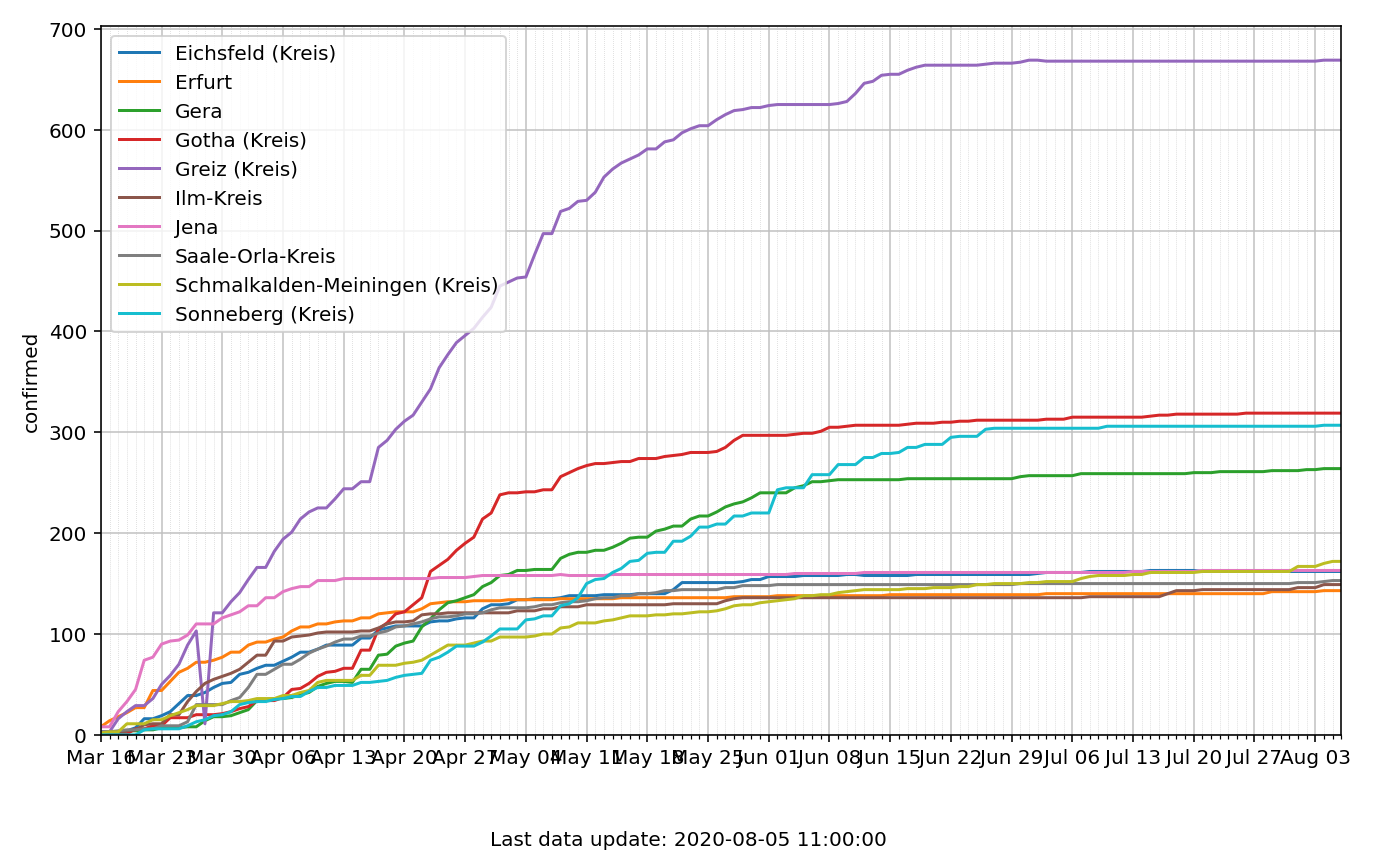 700
600
500
400
300
200
100
0
confirmed
Eichsfeld (Kreis)
Erfurt
Gera
Gotha (Kreis)
Greiz (Kreis)
Ilm-Kreis
Jena
Saale-Orla-Kreis
Schmalkalden-Meiningen (Kreis)
Sonneberg (Kreis)
Mar 16 Mar 23 Mar 30 Apr 06 Apr 13 Apr 20 Apr 27 May 04 May 11 May 18 May 25 Jun 01 Jun 08 Jun 15 Jun 22 Jun 29 Jul 06 Jul 13 Jul 20 Jul 27 Aug 03
Last data update: 2020-08-05 11:00:00